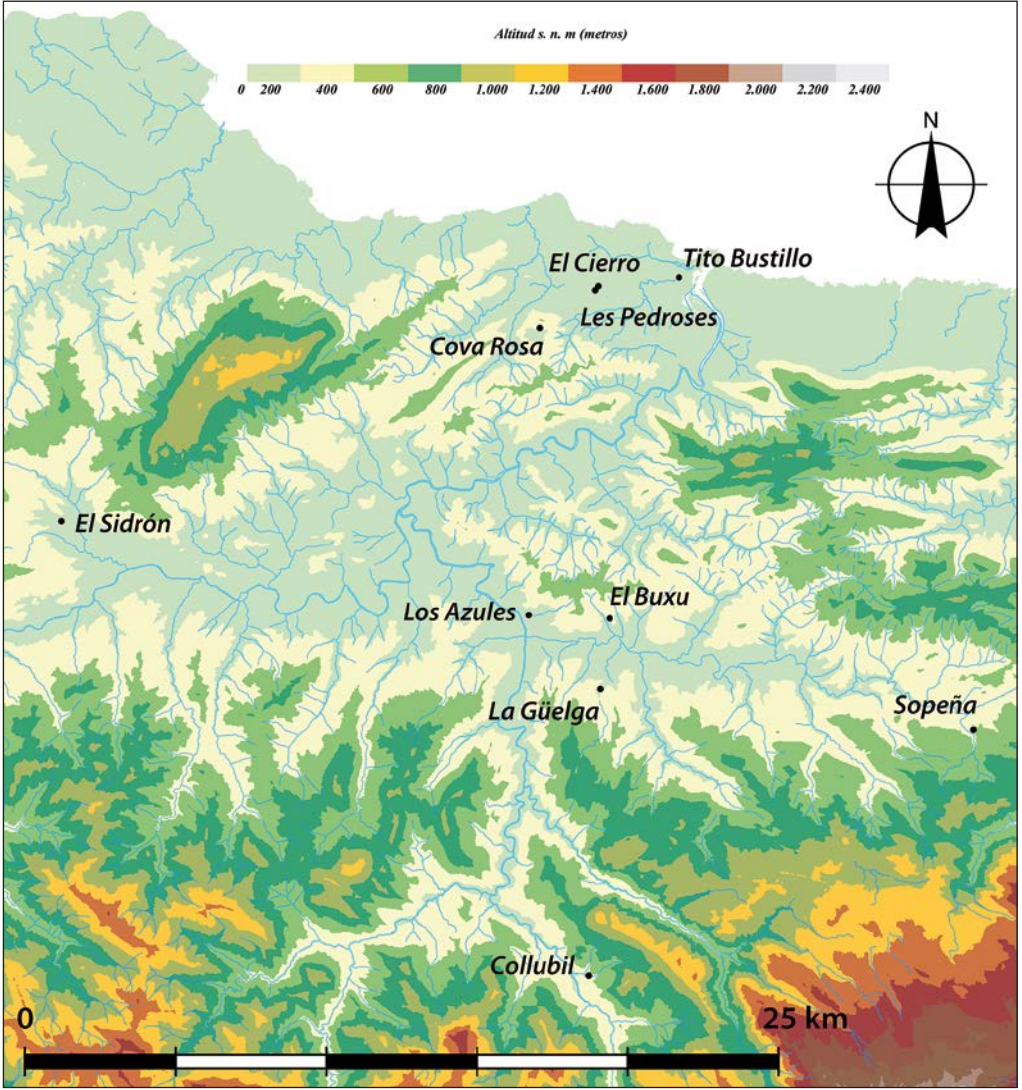 Altitud s. n. m (metros)
0 200 400 600 800 1.000 1.200 1.400 1.600 1.800 2.000 2.200 2.400
N
El Cierro
Tito Bustillo
Les Pedroses
Cova Rosa
El Sidrón
El Buxu
Los Azules
La Güelga
Sopeña
Collubil
0
25 km